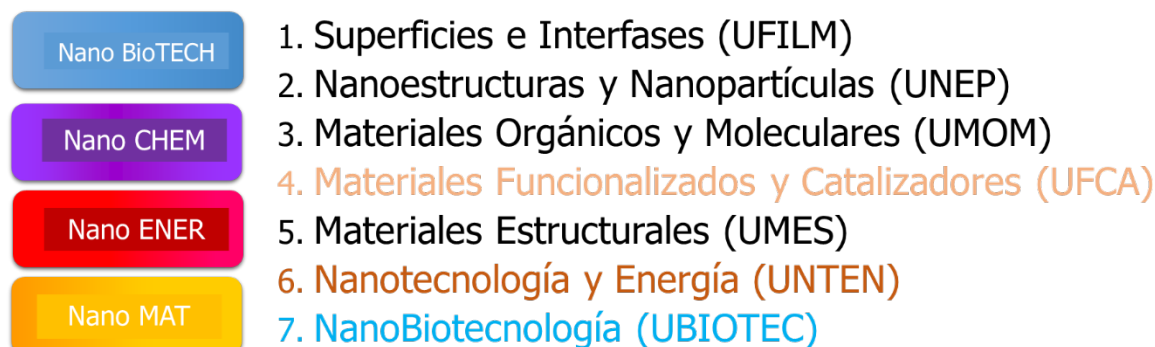 Nano BioTECH
Nano CHEM
Nano ENER
Nano MAT
1. Superficies e Interfases (UFILM)
2. Nanoestructuras y Nanopartículas (UNEP)
3. Materiales Orgánicos y Moleculares (UMOM)
4. Materiales Funcionalizados y Catalizadores (UFCA)
5. Materiales Estructurales (UMES)
6. Nanotecnología y Energía (UNTEN)
7. NanoBiotecnología (UBIOTEC)